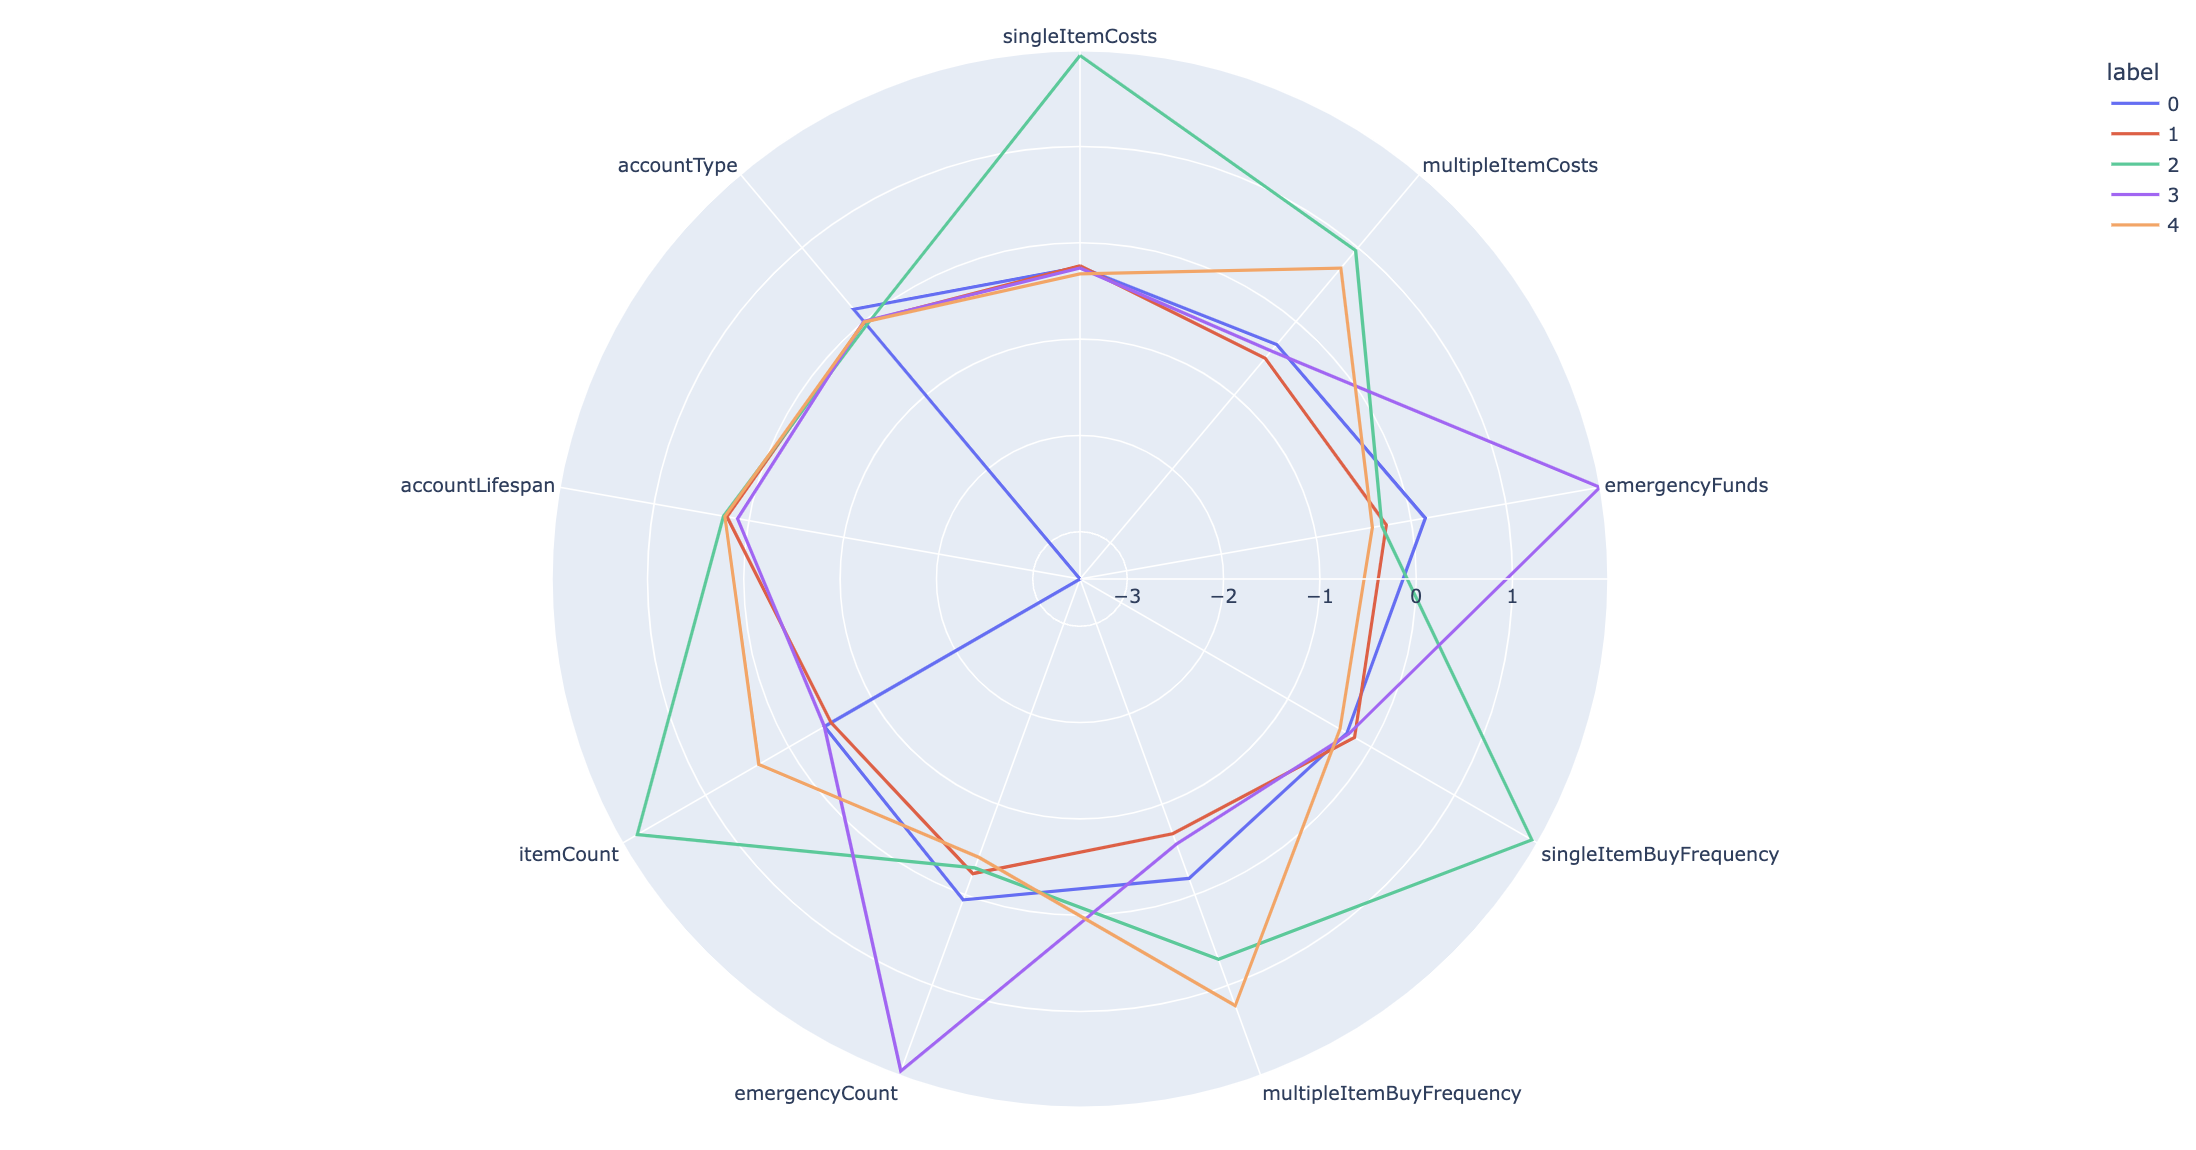 singleItemCosts
label
0
1
2
3
4
accountType
multipleItemCosts
accountLifespan
emergencyFunds
−3
−2
−1
0
1
itemCount
singleItemBuyFrequency
emergencyCount
multipleItemBuyFrequency